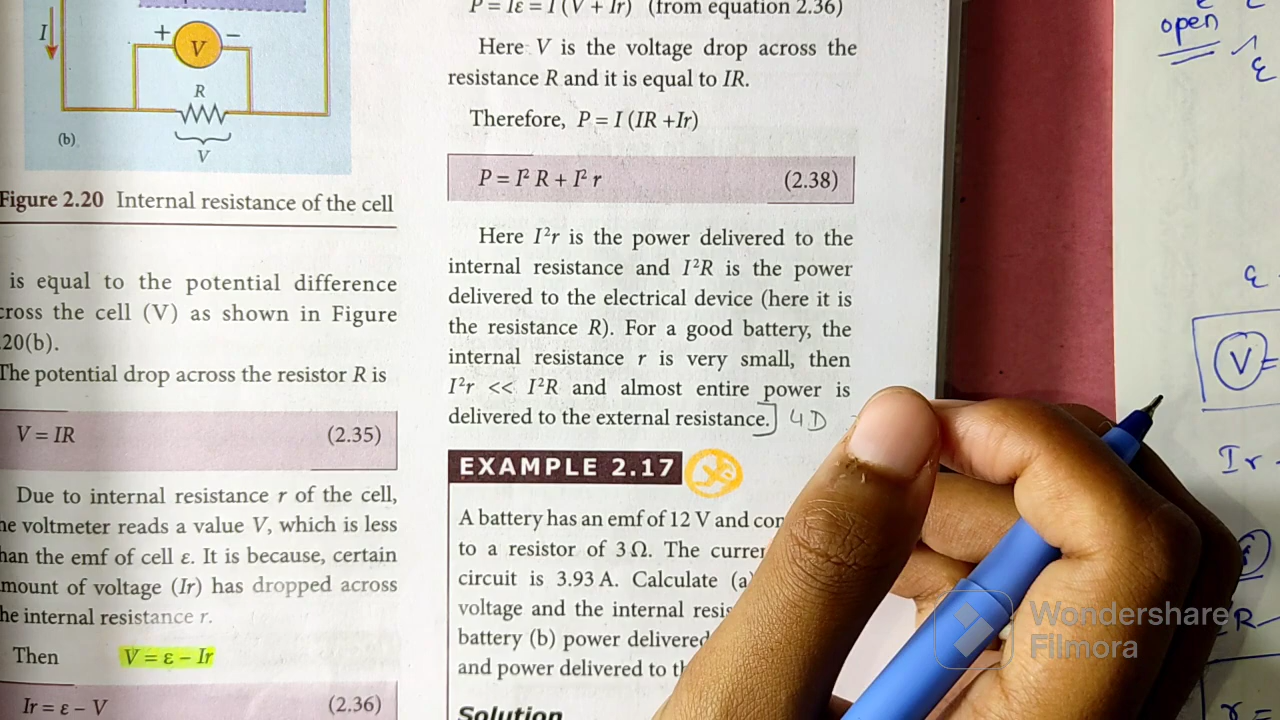 I
+
V
−
R
(b)
V
Figure 2.20 Internal resistance of the cell
is equal to the potential difference
cross the cell (V) as shown in Figure
.20(b).
The potential drop across the resistor R is
V = IR (2.35)
Due to internal resistance r of the cell,
he voltmeter reads a value V, which is less
han the emf of cell ε. It is because, certain
mount of voltage (Ir) has dropped across
he internal resistance r.
Then V = ε − Ir
Ir = ε − V (2.36)
P = Iε = I (V + Ir) (from equation 2.36)
Here V is the voltage drop across the
resistance R and it is equal to IR.
Therefore, P = I (IR +Ir)
P = I² R + I² r (2.38)
Here I²r is the power delivered to the
internal resistance and I²R is the power
delivered to the electrical device (here it is
the resistance R). For a good battery, the
internal resistance r is very small, then
I²r << I²R and almost entire power is
delivered to the external resistance.] 4D
EXAMPLE 2.17
A battery has an emf of 12 V and con
to a resistor of 3 Ω. The curren
circuit is 3.93 A. Calculate (a)
voltage and the internal resis
battery (b) power delivered
and power delivered to th
Solution
open
ε
ε
V =
Ir
R
r =
Wondershare
Filmora